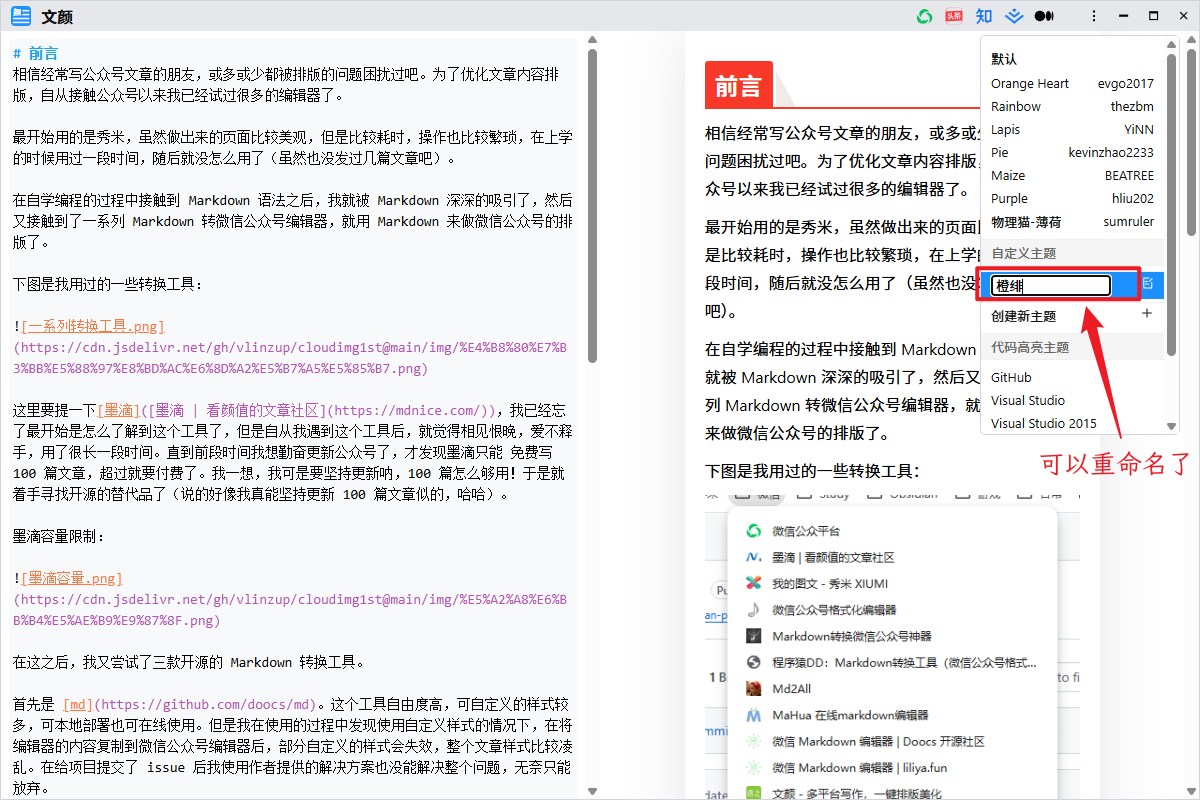 文颜
头条
知
# 前言
相信经常写公众号文章的朋友，或多或少都被排版的问题困扰过吧。为了优化文章内容排
版，自从接触公众号以来我已经试过很多的编辑器了。
最开始用的是秀米，虽然做出来的页面比较美观，但是比较耗时，操作也比较繁琐，在上学
的时候用过一段时间，随后就没怎么用了（虽然也没发过几篇文章吧）。
在自学编程的过程中接触到 Markdown 语法之后，我就被 Markdown 深深的吸引了，然后
又接触到了一系列 Markdown 转微信公众号编辑器，就用 Markdown 来做微信公众号的排
版了。
下图是我用过的一些转换工具：
![一系列转换工具.png]
(https://cdn.jsdelivr.net/gh/vlinzup/cloudimg1st@main/img/%E4%B8%80%E7%B
3%BB%E5%88%97%E8%BD%AC%E6%8D%A2%E5%B7%A5%E5%85%B7.png)
这里要提一下[墨滴]([墨滴 | 看颜值的文章社区](https://mdnice.com/))，我已经忘
了最开始是怎么了解到这个工具了，但是自从我遇到这个工具后，就觉得相见恨晚，爱不释
手，用了很长一段时间。直到前段时间我想勤奋更新公众号了，才发现墨滴只能 免费写
100 篇文章，超过就要付费了。我一想，我可是要坚持更新呐，100 篇怎么够用！于是就
着手寻找开源的替代品了（说的好像我真能坚持更新 100 篇文章似的，哈哈）。
墨滴容量限制：
![墨滴容量.png]
(https://cdn.jsdelivr.net/gh/vlinzup/cloudimg1st@main/img/%E5%A2%A8%E6%B
B%B4%E5%AE%B9%E9%87%8F.png)
在这之后，我又尝试了三款开源的 Markdown 转换工具。
首先是 [md](https://github.com/doocs/md)。这个工具自由度高，可自定义的样式较
多，可本地部署也可在线使用。但是我在使用的过程中发现使用自定义样式的情况下，在将
编辑器的内容复制到微信公众号编辑器后，部分自定义的样式会失效，整个文章样式比较凌
乱。在给项目提交了 issue 后我使用作者提供的解决方案也没能解决整个问题，无奈只能
放弃。
前言
相信经常写公众号文章的朋友，或多或少
问题困扰过吧。为了优化文章内容排版，
众号以来我已经试过很多的编辑器了。
最开始用的是秀米，虽然做出来的页面
是比较耗时，操作也比较繁琐，在上学的
段时间，随后就没怎么用了（虽然也没
吧）。
在自学编程的过程中接触到 Markdown
就被 Markdown 深深的吸引了，然后又
列 Markdown 转微信公众号编辑器，就
来做微信公众号的排版了。
下图是我用过的一些转换工具：
微信 Study Obsidian 游戏 日常
微信公众平台
墨滴 | 看颜值的文章社区
我的图文 - 秀米 XIUMI
微信公众号格式化编辑器
Markdown转换微信公众号神器
程序猿DD：Markdown转换工具（微信公众号格式...
Md2All
MaHua 在线markdown编辑器
微信 Markdown 编辑器 | Doocs 开源社区
微信 Markdown 编辑器 | liliya.fun
文颜 - 多平台写作，一键排版美化
Pu
an-p
1 B
mmi
date
to fi
默认
Orange Heart evgo2017
Rainbow thezbm
Lapis YiNN
Pie kevinzhao2233
Maize BEATREE
Purple hliu202
物理猫-薄荷 sumruler
自定义主题
橙绯
创建新主题 +
代码高亮主题
GitHub
Visual Studio
Visual Studio 2015
可以重命名了